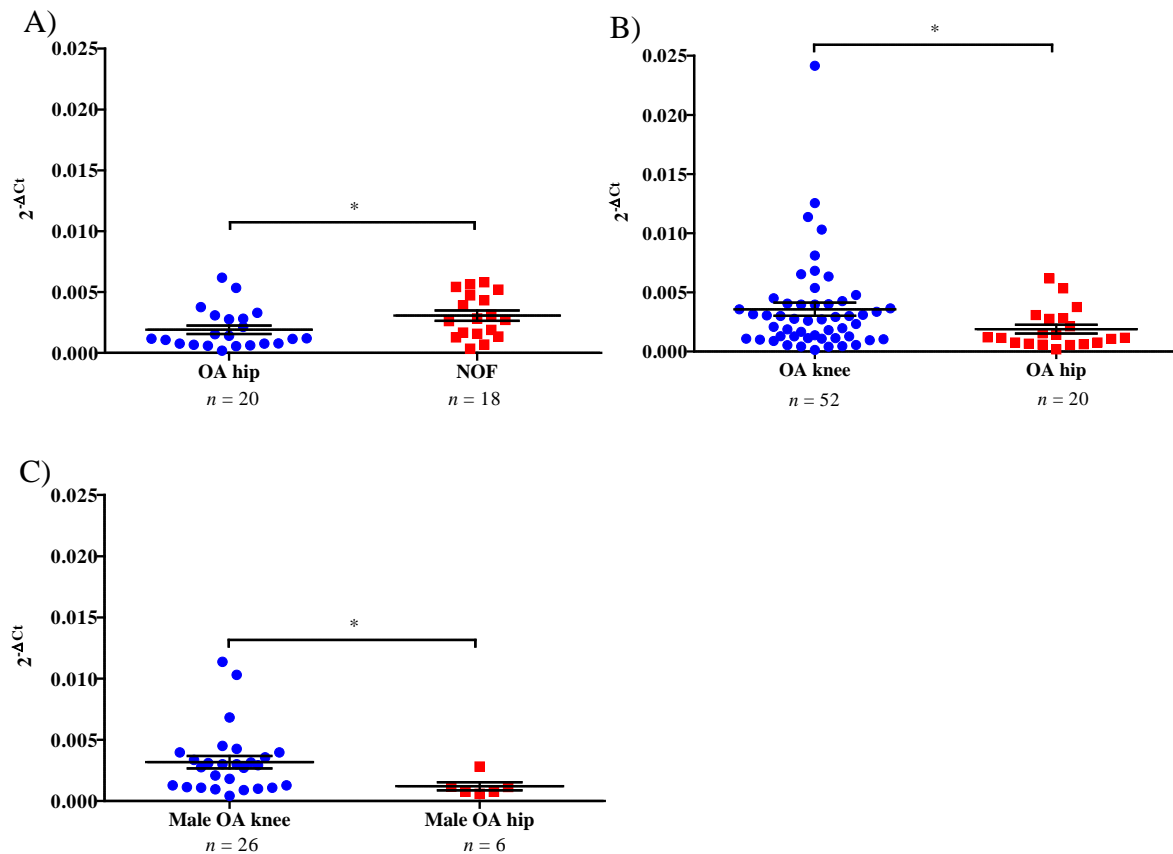 A)
0.025
0.020
0.015
0.010
0.005
0.000
2^-ΔCt
*
OA hip
NOF
n = 20
n = 18
B)
0.025
0.020
0.015
0.010
0.005
0.000
2^-ΔCt
*
OA knee
OA hip
n = 52
n = 20
C)
0.025
0.020
0.015
0.010
0.005
0.000
2^-ΔCt
*
Male OA knee
Male OA hip
n = 26
n = 6